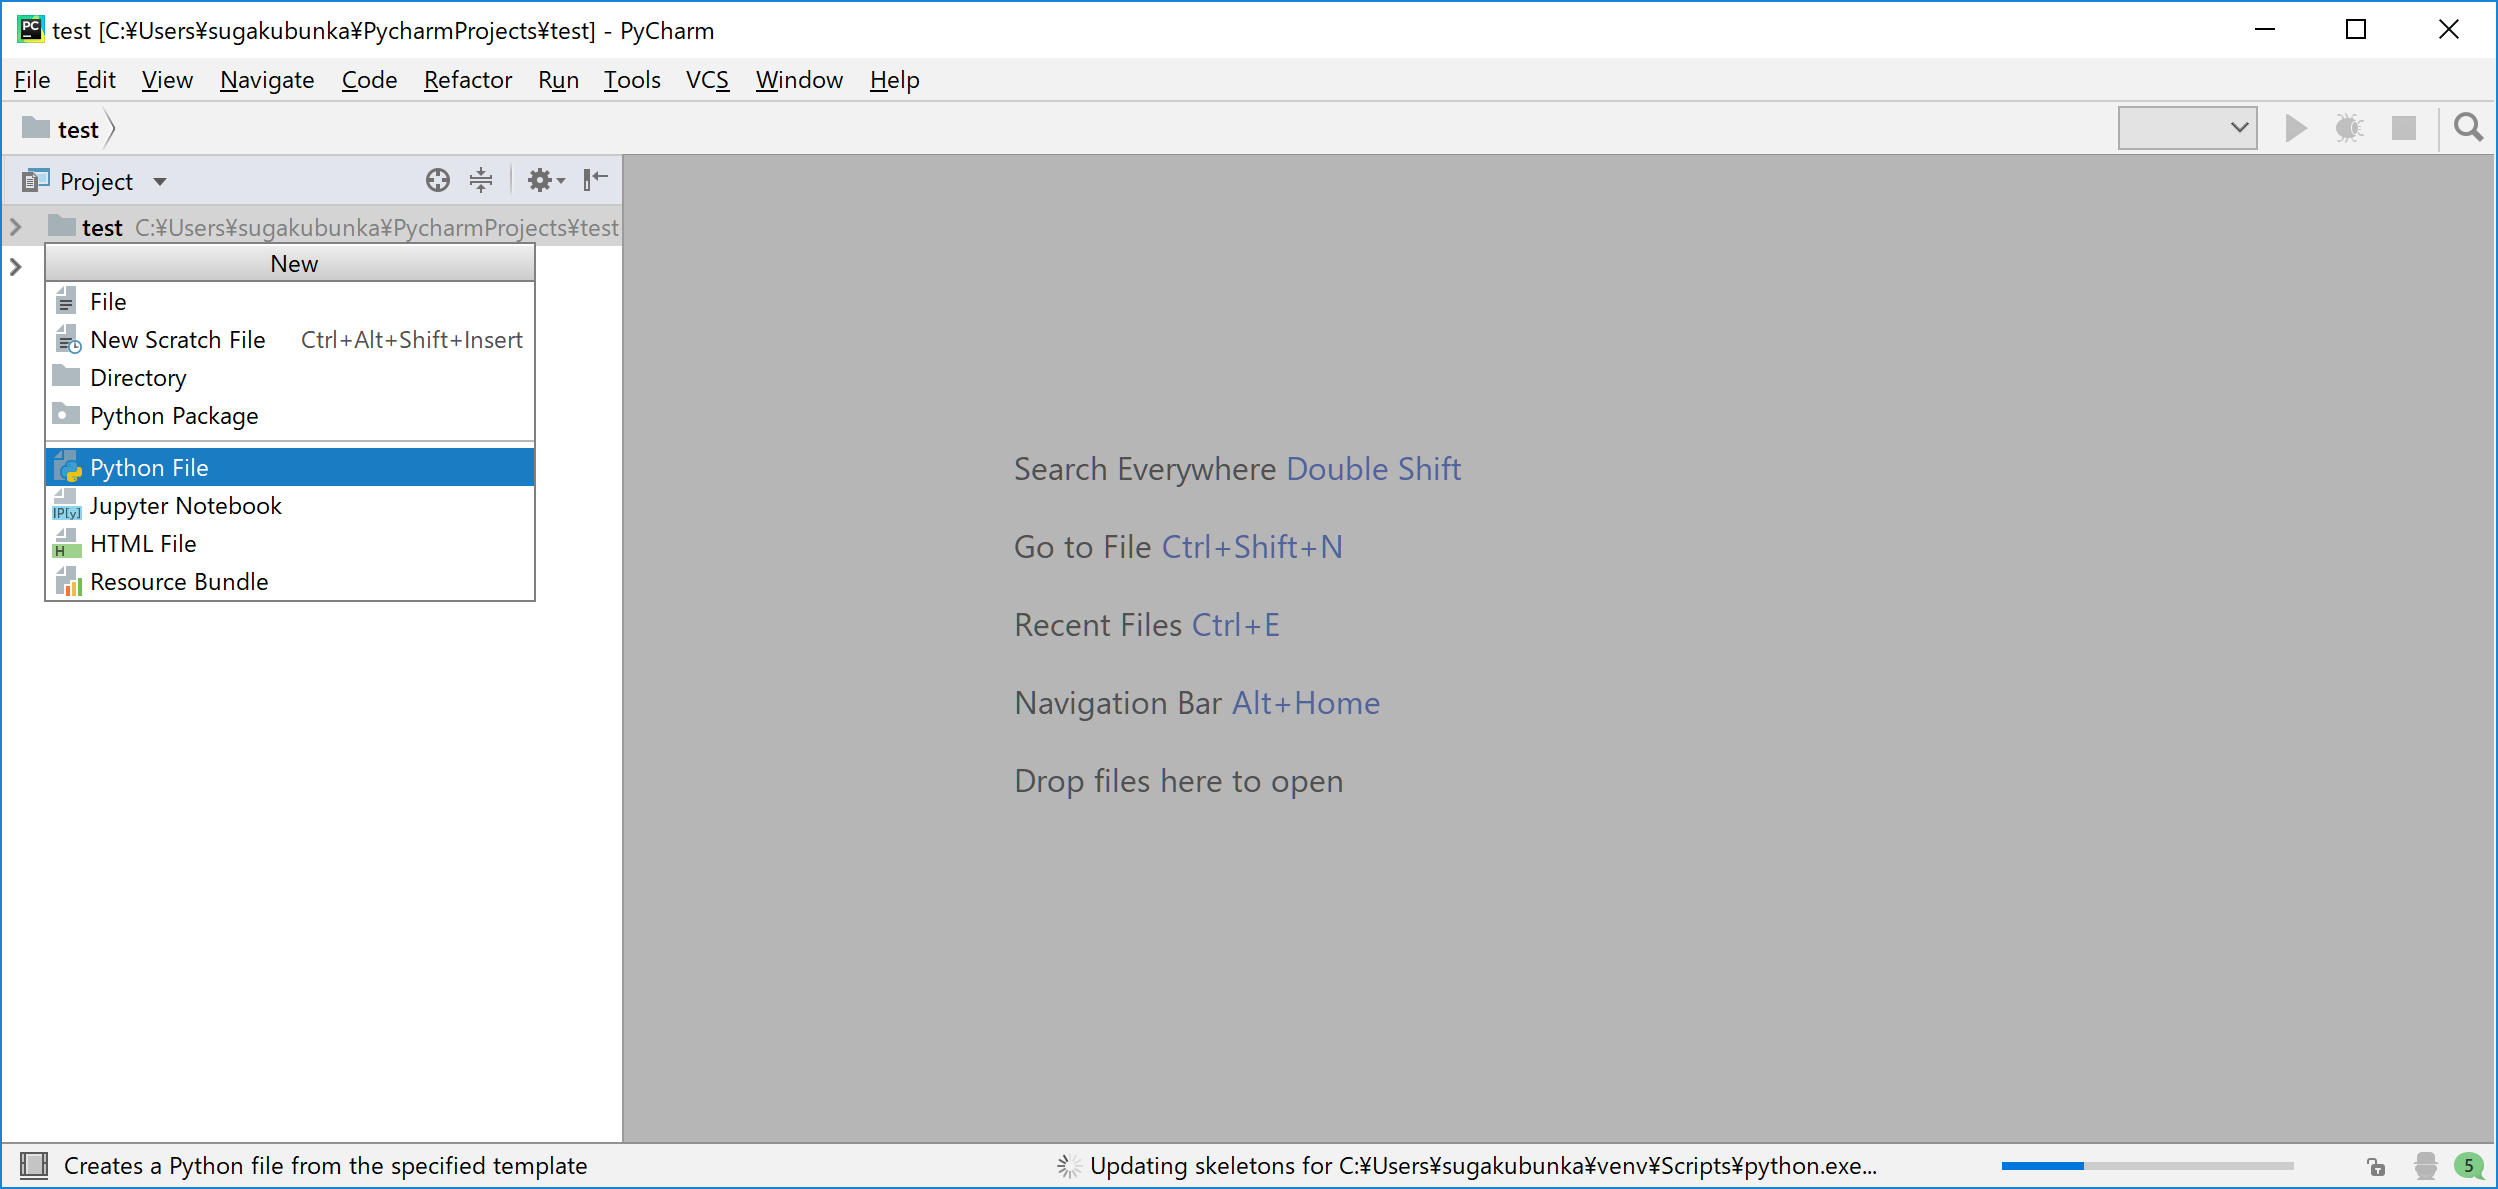 test [C:¥Users¥sugakubunka¥PycharmProjects¥test] - PyCharm
File Edit View Navigate Code Refactor Run Tools VCS Window Help
test
Project
test C:¥Users¥sugakubunka¥PycharmProjects¥test
New
File
New Scratch File Ctrl+Alt+Shift+Insert
Directory
Python Package
Python File
Jupyter Notebook
HTML File
Resource Bundle
Search Everywhere Double Shift
Go to File Ctrl+Shift+N
Recent Files Ctrl+E
Navigation Bar Alt+Home
Drop files here to open
Creates a Python file from the specified template
Updating skeletons for C:¥Users¥sugakubunka¥venv¥Scripts¥python.exe...
5
PC
IP[y]
H